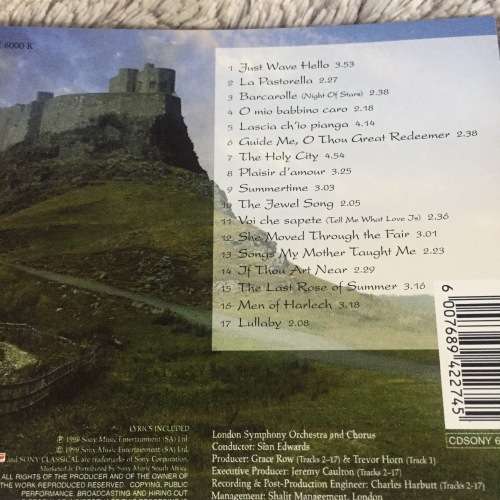 6000 K
1 Just Wave Hello 3.53
2 La Pastorella 2.27
3 Barcarolle (Night Of Stars) 2.38
4 O mio babbino caro 2.18
5 Lascia ch'io pianga 4.14
6 Guide Me, O Thou Great Redeemer 2.38
7 The Holy City 4.54
8 Plaisir d'amour 3.25
9 Summertime 3.03
10 The Jewel Song 2.05
11 Voi che sapete (Tell Me What Love Is) 2.36
12 She Moved Through the Fair 3.01
13 Songs My Mother Taught Me 2.23
14 If Thou Art Near 2.29
15 The Last Rose of Summer 3.16
16 Men of Harlech 3.18
17 Lullaby 2.08
6 007689 422745
CDSONY 6
LYRICS INCLUDED
℗ 1999 Sony Music Entertainment (SA) Ltd
© 1999 Sony Music Entertainment (SA) Ltd
and SONY CLASSICAL are trademarks of Sony Corporation.
Marketed & Distributed by Sony Music South Africa
ALL RIGHTS OF THE PRODUCER AND OF THE OWNER OF
THE WORK REPRODUCED RESERVED. COPYING, PUBLIC
PERFORMANCE, BROADCASTING AND HIRING OUT
London Symphony Orchestra and Chorus
Conductor: Siân Edwards
Producer: Grace Row (Tracks 2-17) & Trevor Horn (Track 1)
Executive Producer: Jeremy Caulton (Tracks 2-17)
Recording & Post-Production Engineer: Charles Harbutt (Tracks 2-17)
Management: Shalit Management, London